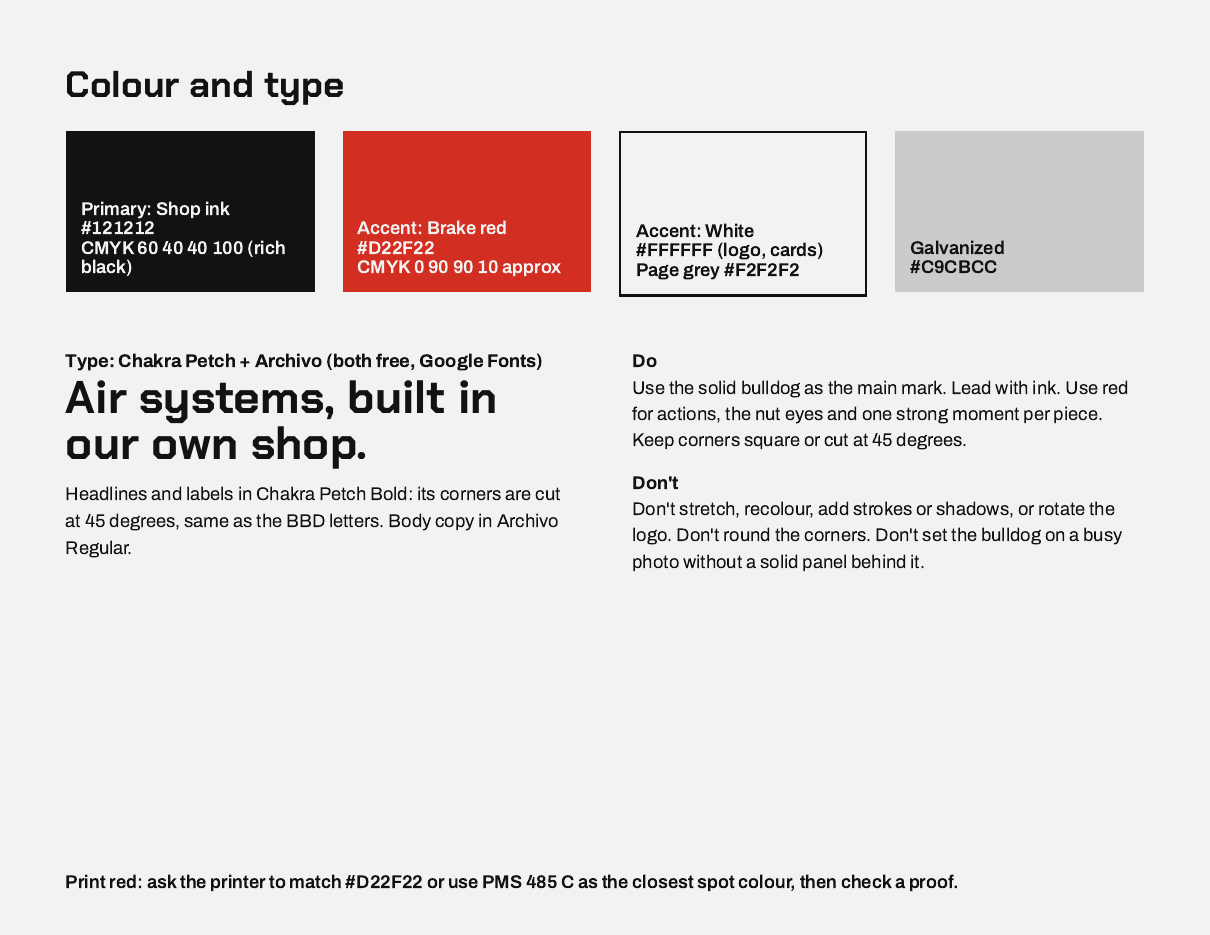 Colour and type
Primary: Shop ink
#121212
CMYK 60 40 40 100 (rich
black)
Accent: Brake red
#D22F22
CMYK 0 90 90 10 approx
Accent: White
#FFFFFF (logo, cards)
Page grey #F2F2F2
Galvanized
#C9CBCC
Type: Chakra Petch + Archivo (both free, Google Fonts)
Air systems, built in
our own shop.
Headlines and labels in Chakra Petch Bold: its corners are cut
at 45 degrees, same as the BBD letters. Body copy in Archivo
Regular.
Do
Use the solid bulldog as the main mark. Lead with ink. Use red
for actions, the nut eyes and one strong moment per piece.
Keep corners square or cut at 45 degrees.
Don't
Don't stretch, recolour, add strokes or shadows, or rotate the
logo. Don't round the corners. Don't set the bulldog on a busy
photo without a solid panel behind it.
Print red: ask the printer to match #D22F22 or use PMS 485 C as the closest spot colour, then check a proof.